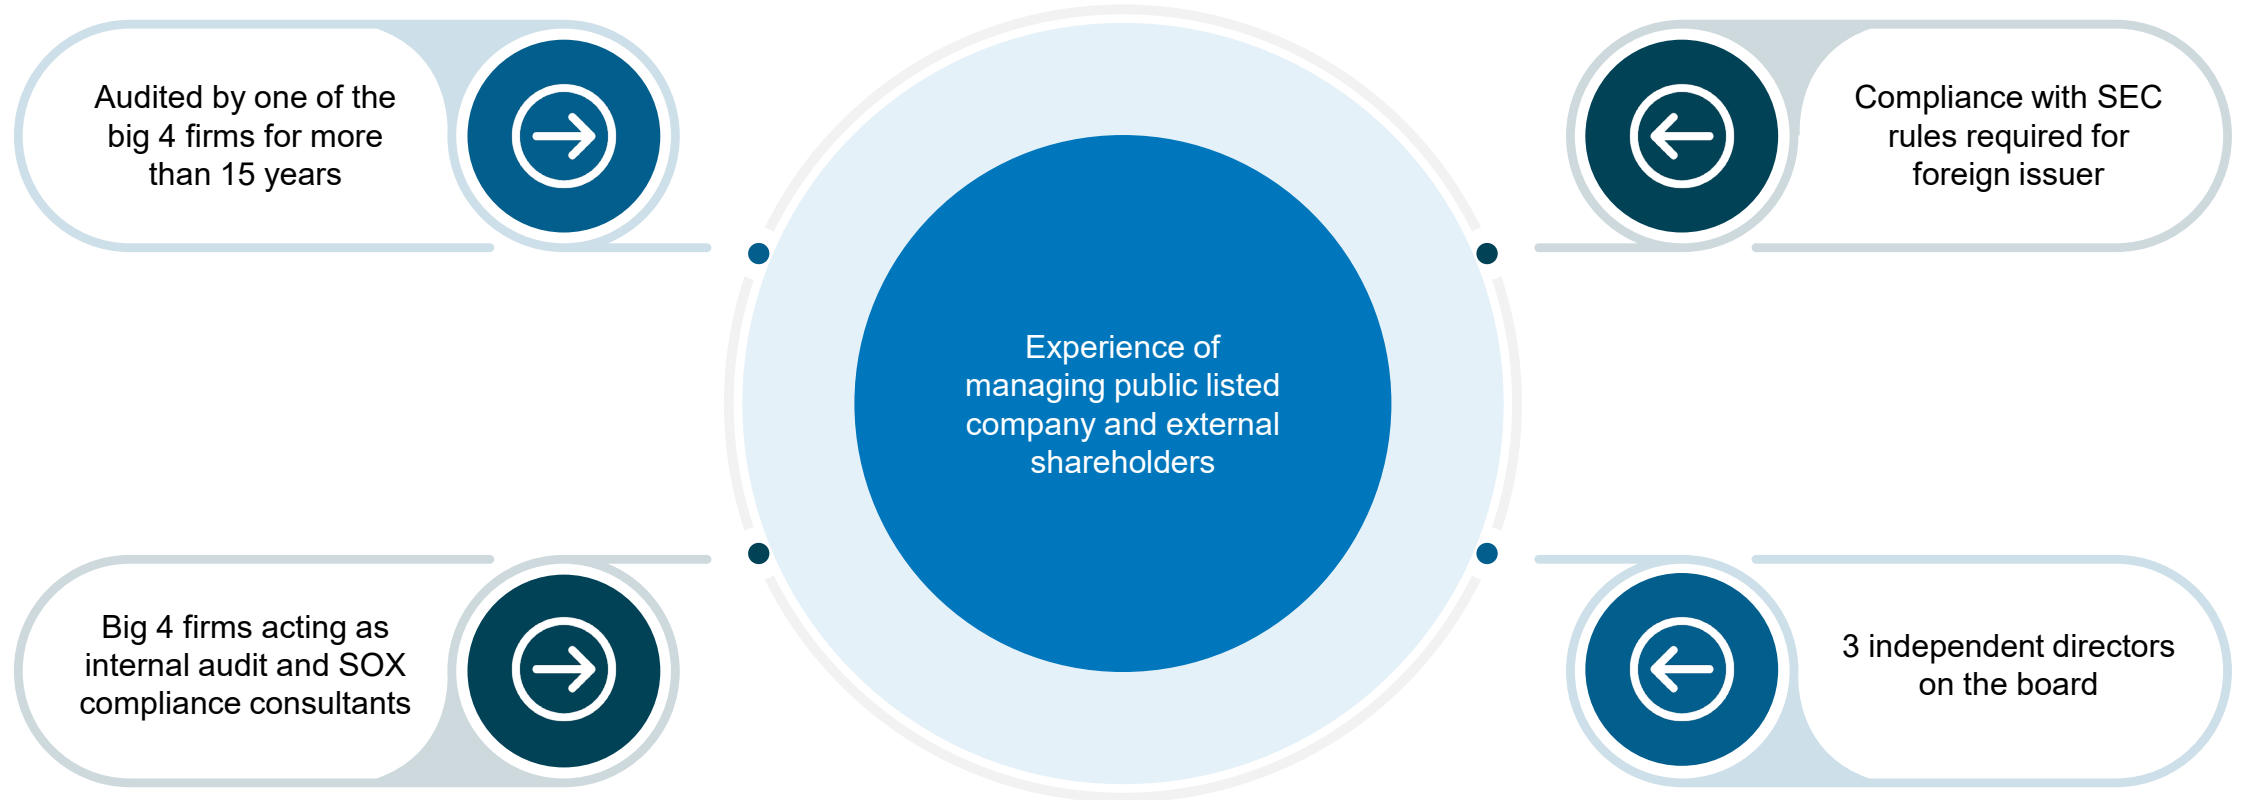 Audited by one of the
big 4 firms for more
than 15 years
Compliance with SEC
rules required for
foreign issuer
Experience of
managing public listed
company and external
shareholders
Big 4 firms acting as
internal audit and SOX
compliance consultants
3 independent directors
on the board